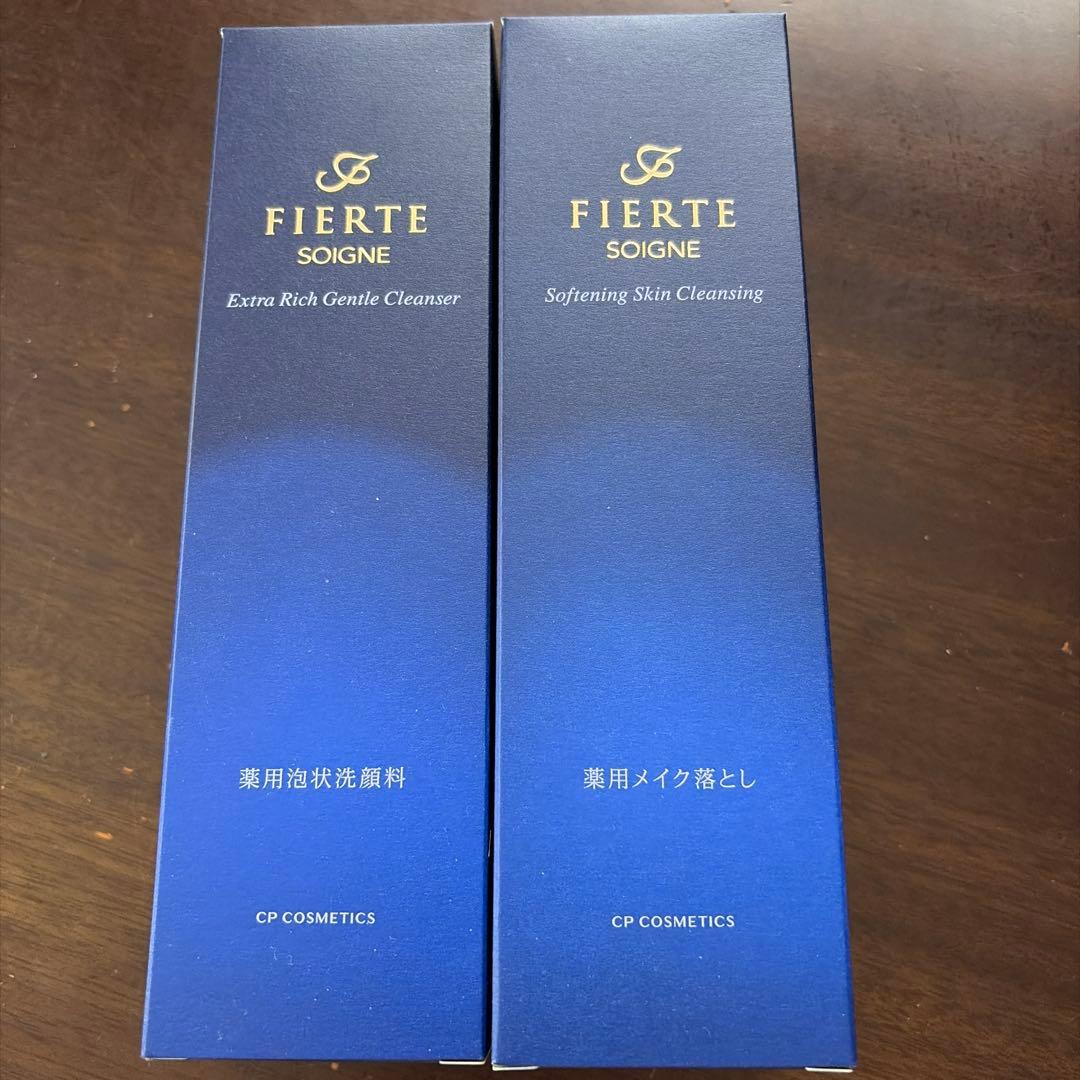 FIERTE
SOIGNE
Extra Rich Gentle Cleanser
薬用泡状洗顔料
CP COSMETICS
FIERTE
SOIGNE
Softening Skin Cleansing
薬用メイク落とし
CP COSMETICS